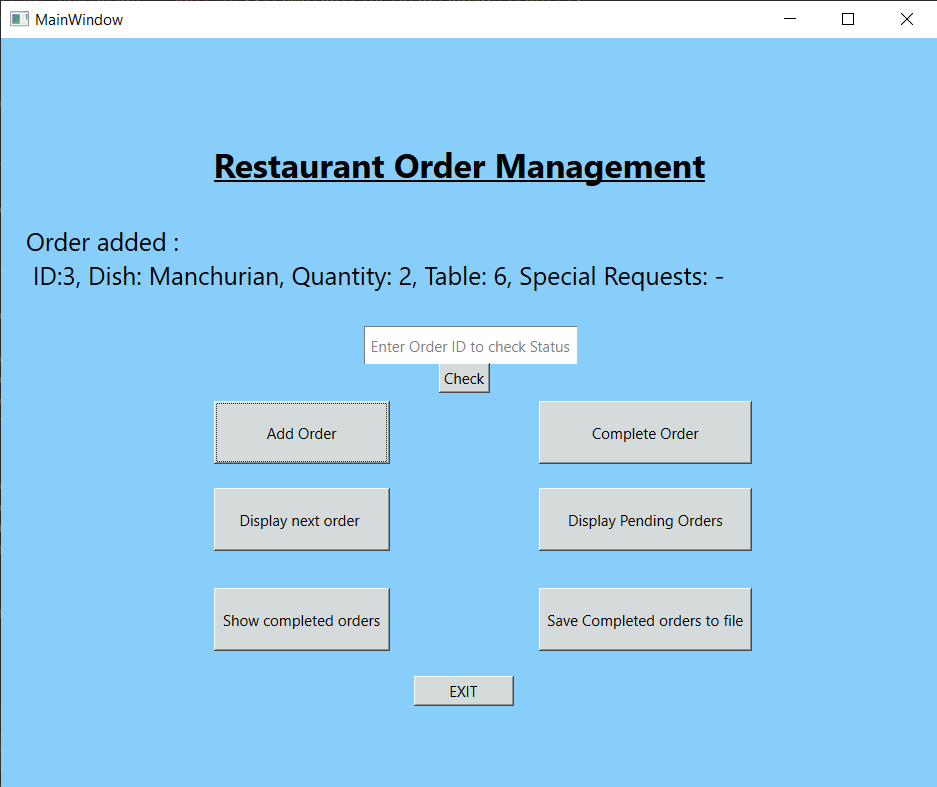 MainWindow
Restaurant Order Management
Order added :
ID:3, Dish: Manchurian, Quantity: 2, Table: 6, Special Requests: -
Enter Order ID to check Status
Check
Add Order
Complete Order
Display next order
Display Pending Orders
Show completed orders
Save Completed orders to file
EXIT